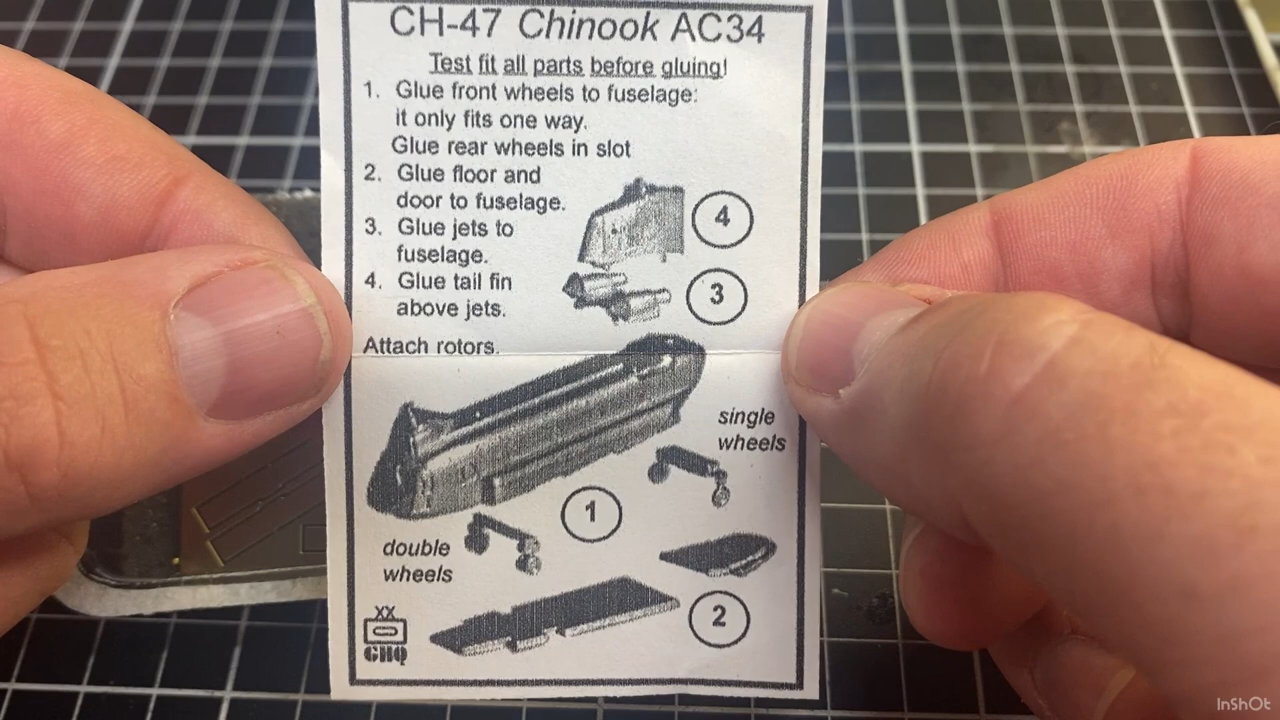 CH-47 Chinook AC34
Test fit all parts before gluing!
1. Glue front wheels to fuselage:
it only fits one way.
Glue rear wheels in slot
2. Glue floor and
door to fuselage.
3. Glue jets to
fuselage.
4. Glue tail fin
above jets.
Attach rotors.
4
3
single
wheels
1
double
wheels
2
XX
GHQ
InShOt